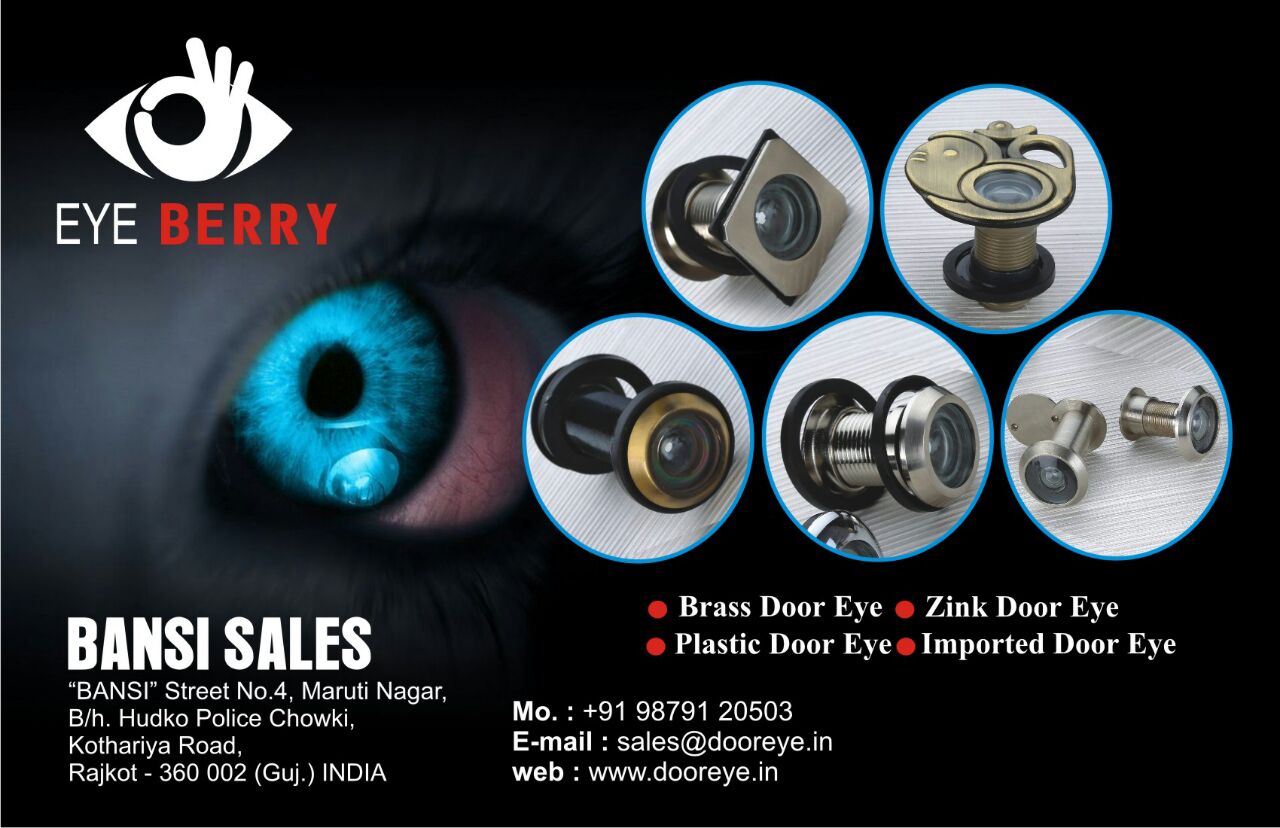 EYE BERRY
Brass Door Eye
Zink Door Eye
Plastic Door Eye
Imported Door Eye
BANSI SALES
“BANSI” Street No.4, Maruti Nagar,
B/h. Hudko Police Chowki,
Kothariya Road,
Rajkot - 360 002 (Guj.) INDIA
Mo. : +91 98791 20503
E-mail : sales@dooreye.in
web : www.dooreye.in